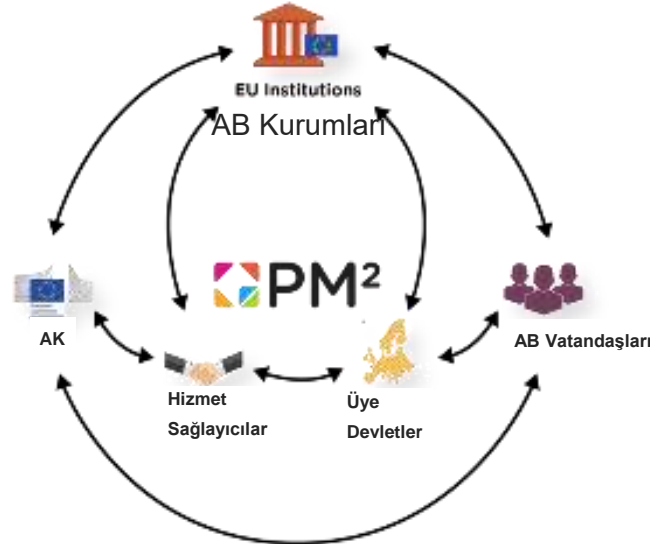 EU Institutions
AB Kurumları
PM²
AK
AB Vatandaşları
Hizmet
Sağlayıcılar
Üye
Devletler